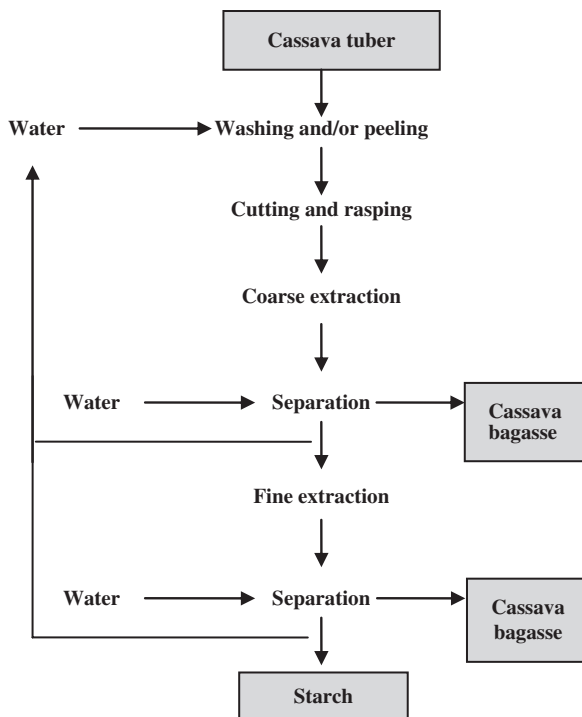 Cassava tuber
Water
Washing and/or peeling
Cutting and rasping
Coarse extraction
Water
Separation
Cassava
bagasse
Fine extraction
Water
Separation
Cassava
bagasse
Starch